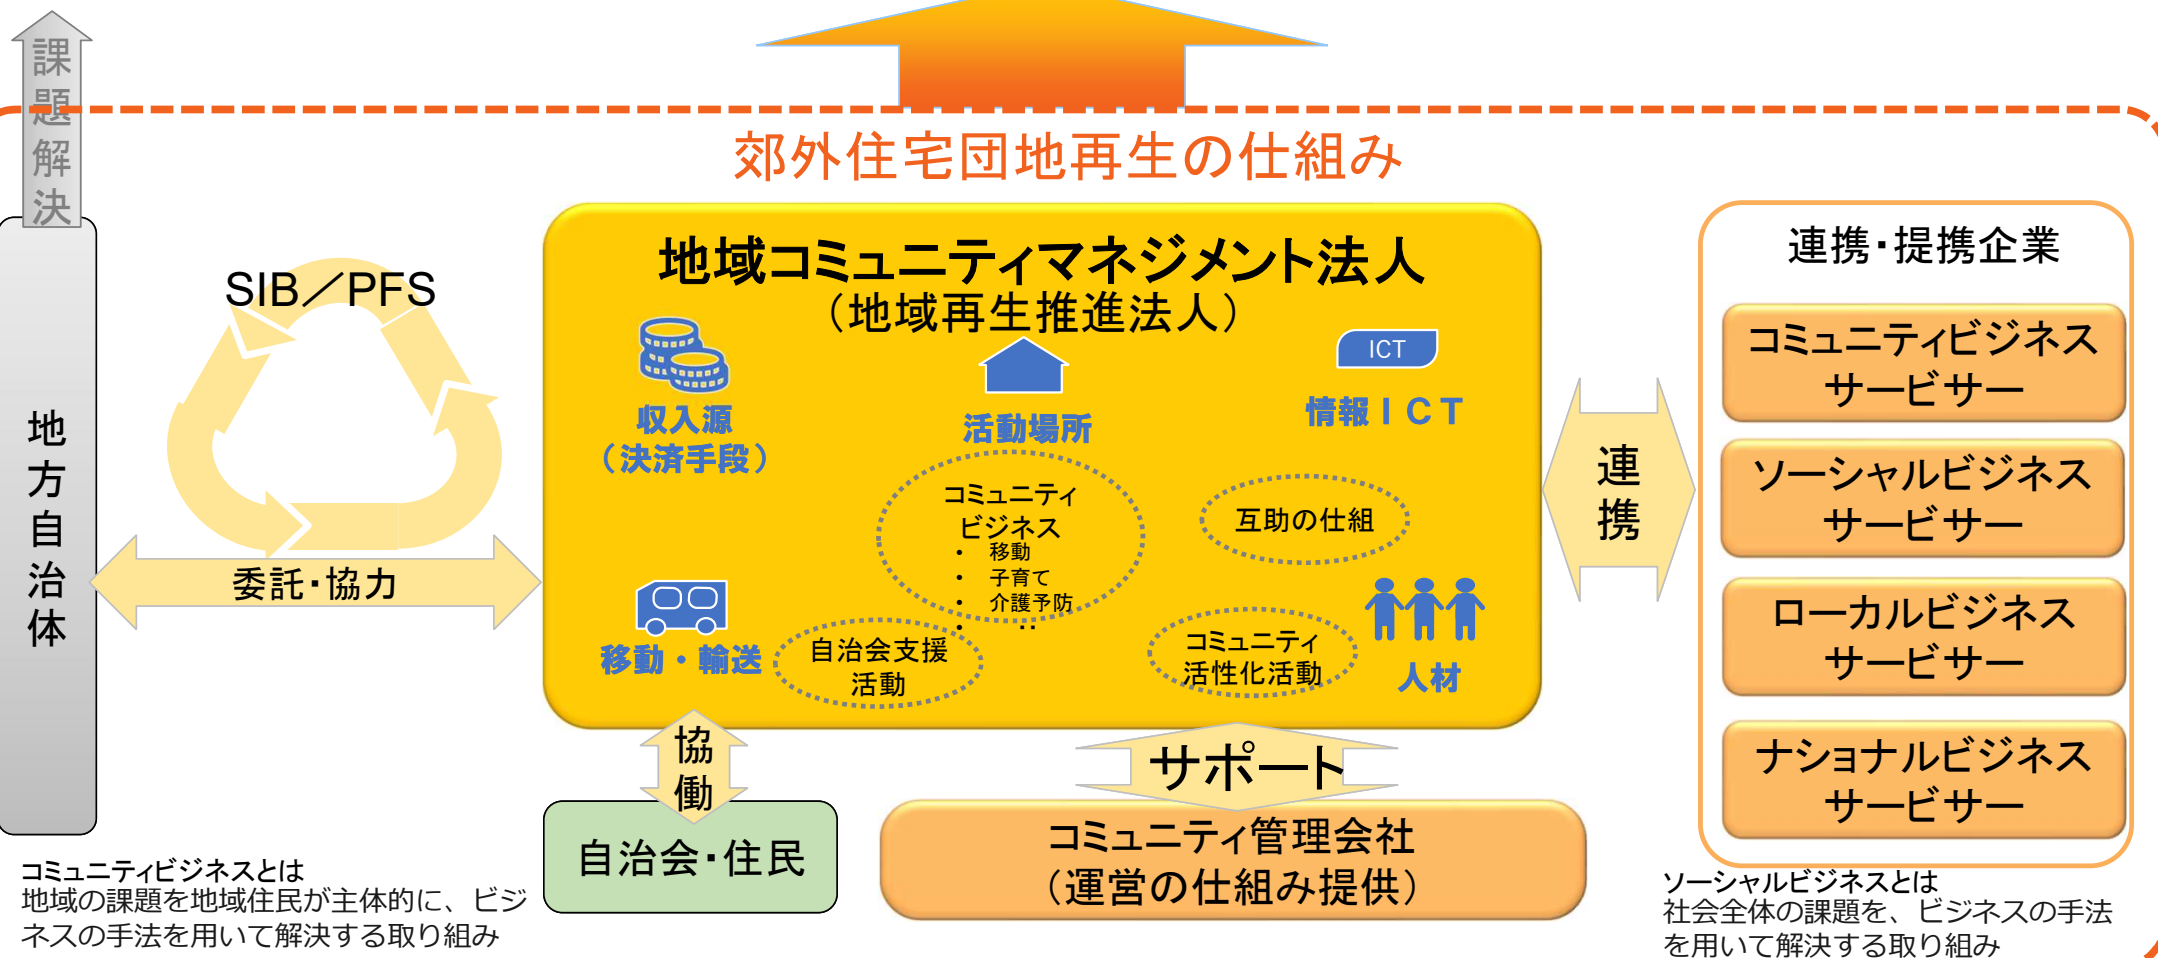 課題解決
郊外住宅団地再生の仕組み
地方自治体
SIB／PFS
委託・協力
地域コミュニティマネジメント法人
（地域再生推進法人）
収入源
（決済手段）
活動場所
ICT
情報ＩＣＴ
コミュニティ
ビジネス
・ 移動
・ 子育て
・ 介護予防
・ ‥
互助の仕組
移動・輸送
自治会支援
活動
コミュニティ
活性化活動
人材
連携
連携・提携企業
コミュニティビジネス
サービサー
ソーシャルビジネス
サービサー
ローカルビジネス
サービサー
ナショナルビジネス
サービサー
協働
サポート
自治会・住民
コミュニティ管理会社
（運営の仕組み提供）
コミュニティビジネスとは
地域の課題を地域住民が主体的に、ビジ
ネスの手法を用いて解決する取り組み
ソーシャルビジネスとは
社会全体の課題を、ビジネスの手法
を用いて解決する取り組み